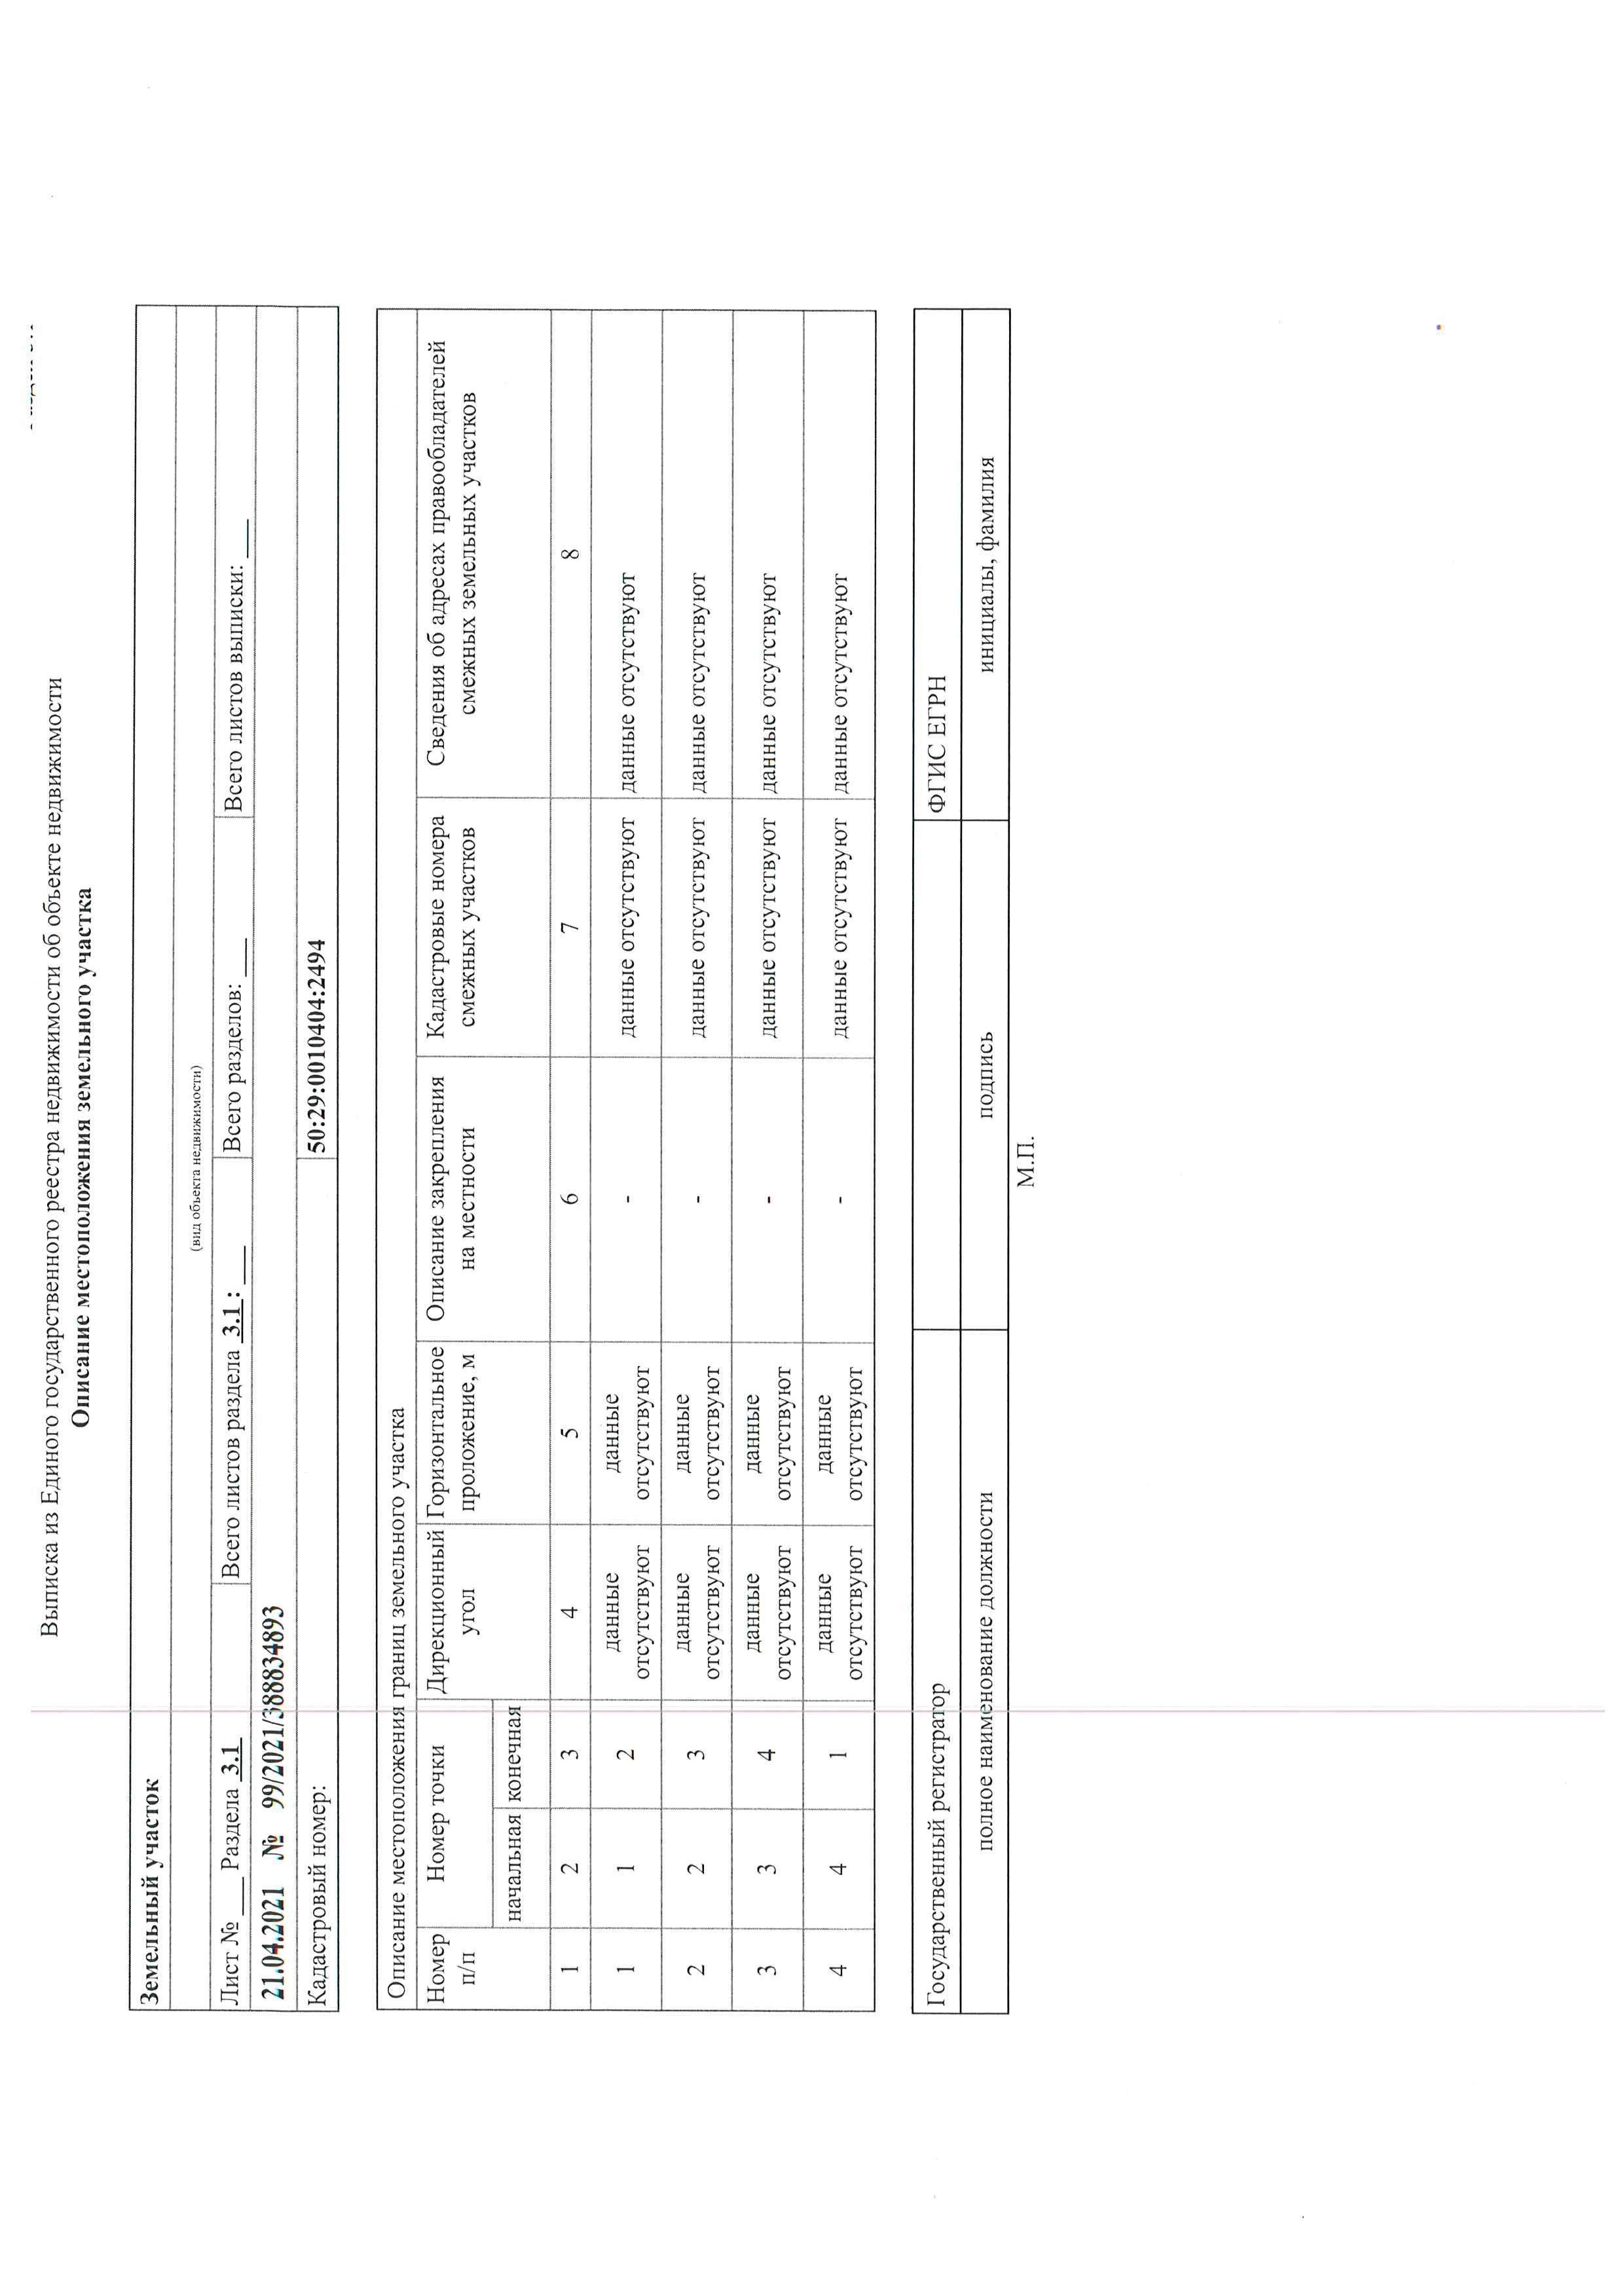 Выписка из Единого государственного реестра недвижимости об объекте недвижимости
Описание местоположения земельного участка
Земельный участок
(вид объекта недвижимости)
Лист № ___ Раздела 3.1 Всего листов раздела 3.1 : ___ Всего разделов: ___ Всего листов выписки: ___
21.04.2021 № 99/2021/388834893
Кадастровый номер: 50:29:0010404:2494
Описание местоположения границ земельного участка
Номер п/п Номер точки Дирекционный угол Горизонтальное проложение, м Описание закрепления на местности Кадастровые номера смежных участков Сведения об адресах правообладателей смежных земельных участков
начальная конечная
1 2 3 4 5 6 7 8
1 1 2 данные отсутствуют данные отсутствуют - данные отсутствуют данные отсутствуют
2 2 3 данные отсутствуют данные отсутствуют - данные отсутствуют данные отсутствуют
3 3 4 данные отсутствуют данные отсутствуют - данные отсутствуют данные отсутствуют
4 4 1 данные отсутствуют данные отсутствуют - данные отсутствуют данные отсутствуют
Государственный регистратор ФГИС ЕГРН
полное наименование должности подпись инициалы, фамилия
М.П.